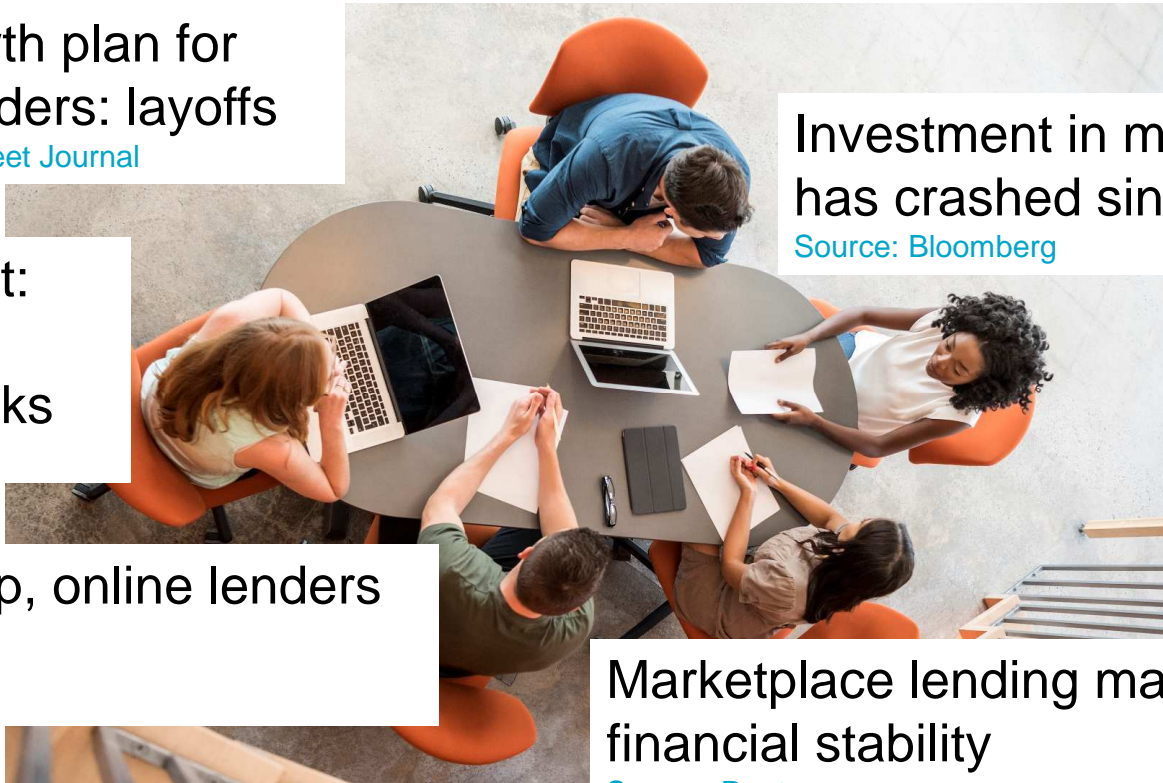 th plan for
ders: layoffs
eet Journal
Investment in m
has crashed sin
Source: Bloomberg
t:
ks
p, online lenders
Marketplace lending ma
financial stability